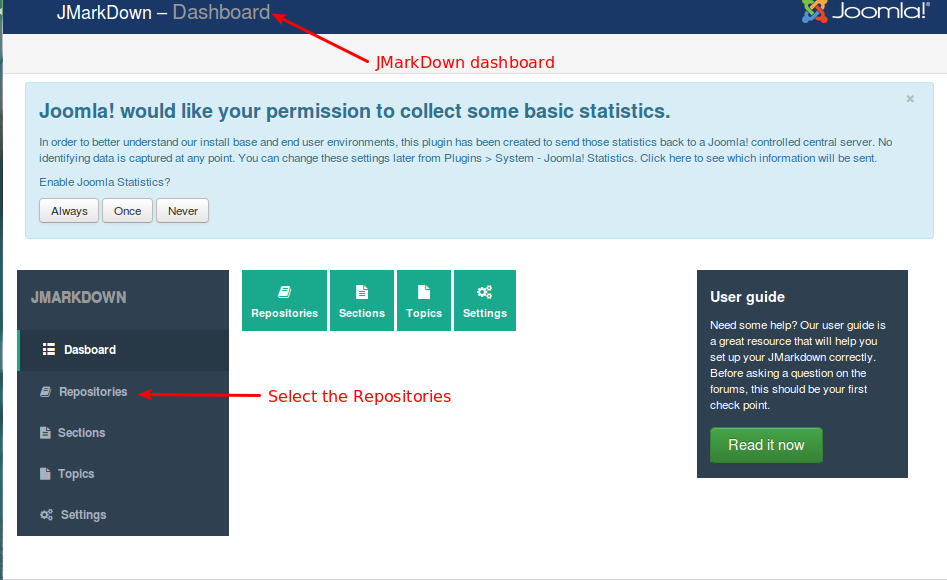 JMarkDown – Dashboard
Joomla!®
JMarkDown dashboard
Joomla! would like your permission to collect some basic statistics.
×
In order to better understand our install base and end user environments, this plugin has been created to send those statistics back to a Joomla! controlled central server. No
identifying data is captured at any point. You can change these settings later from Plugins > System - Joomla! Statistics. Click here to see which information will be sent.
Enable Joomla Statistics?
Always Once Never
JMARKDOWN
Dasboard
Repositories
Sections
Topics
Settings
Repositories Sections Topics Settings
Select the Repositories
User guide
Need some help? Our user guide is
a great resource that will help you
set up your JMarkdown correctly.
Before asking a question on the
forums, this should be your first
check point.
Read it now